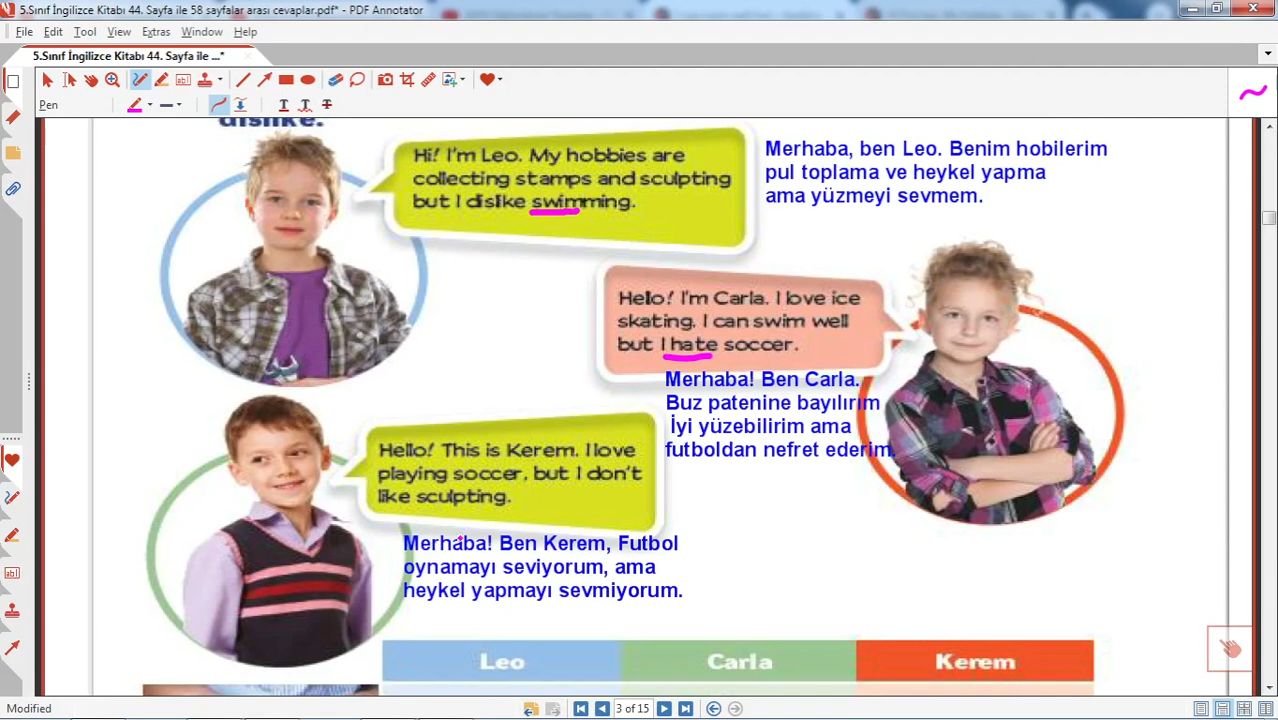 5.Sınıf İngilizce Kitabı 44. Sayfa ile 58 sayfalar arası cevaplar.pdf* - PDF Annotator
File Edit Tool View Extras Window Help
5.Sınıf İngilizce Kitabı 44. Sayfa ile ...*
Pen
dislike.
Hi! I'm Leo. My hobbies are
collecting stamps and sculpting
but I dislike swimming.
Merhaba, ben Leo. Benim hobilerim
pul toplama ve heykel yapma
ama yüzmeyi sevmem.
Hello! I'm Carla. I love ice
skating. I can swim well
but I hate soccer.
Merhaba! Ben Carla.
Buz patenine bayılırım
İyi yüzebilirim ama
futboldan nefret ederim.
Hello! This is Kerem. I love
playing soccer, but I don't
like sculpting.
Merhaba! Ben Kerem, Futbol
oynamayı seviyorum, ama
heykel yapmayı sevmiyorum.
Leo Carla Kerem
Modified
3 of 15